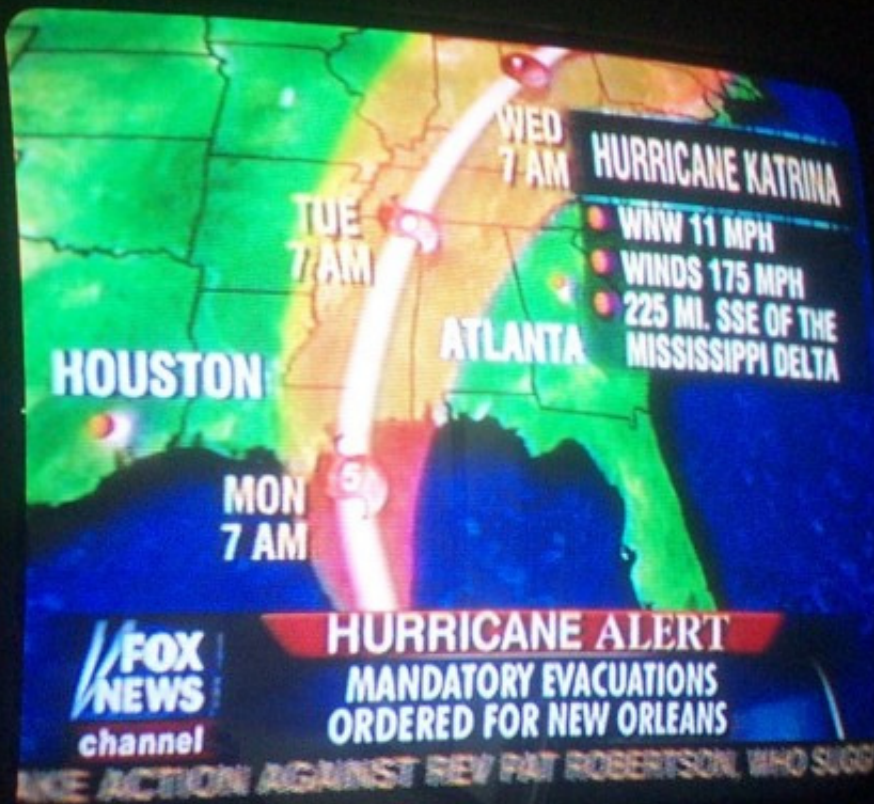 WED
7 AM
HURRICANE KATRINA
TUE
7 AM
WNW 11 MPH
WINDS 175 MPH
225 MI. SSE OF THE
MISSISSIPPI DELTA
ATLANTA
HOUSTON
5
MON
7 AM
FOX
NEWS
channel
HURRICANE ALERT
MANDATORY EVACUATIONS
ORDERED FOR NEW ORLEANS
AKE ACTION AGAINST REV PAT ROBERTSON, WHO SUGG